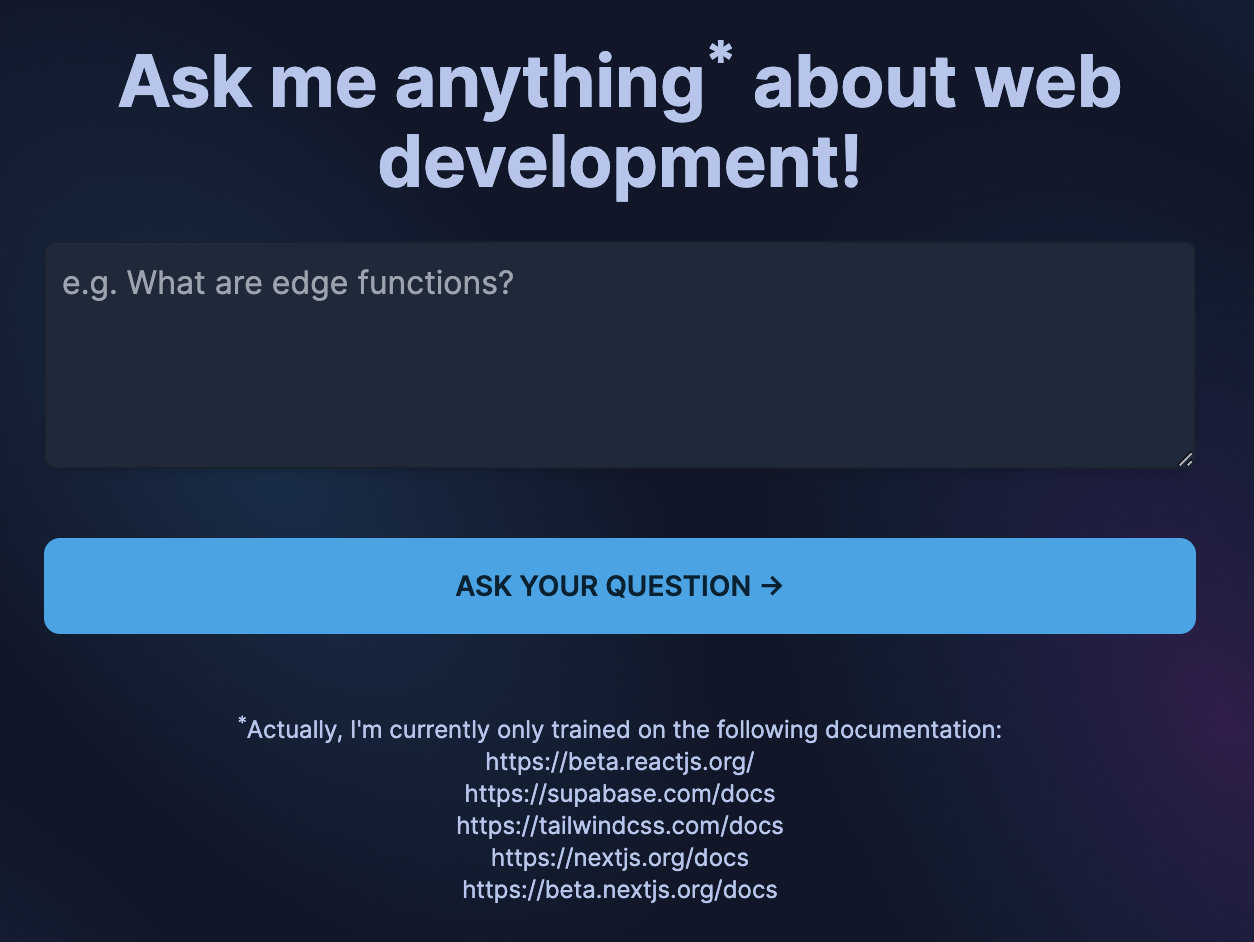 Ask me anything* about web
development!
e.g. What are edge functions?
ASK YOUR QUESTION →
*Actually, I'm currently only trained on the following documentation:
https://beta.reactjs.org/
https://supabase.com/docs
https://tailwindcss.com/docs
https://nextjs.org/docs
https://beta.nextjs.org/docs